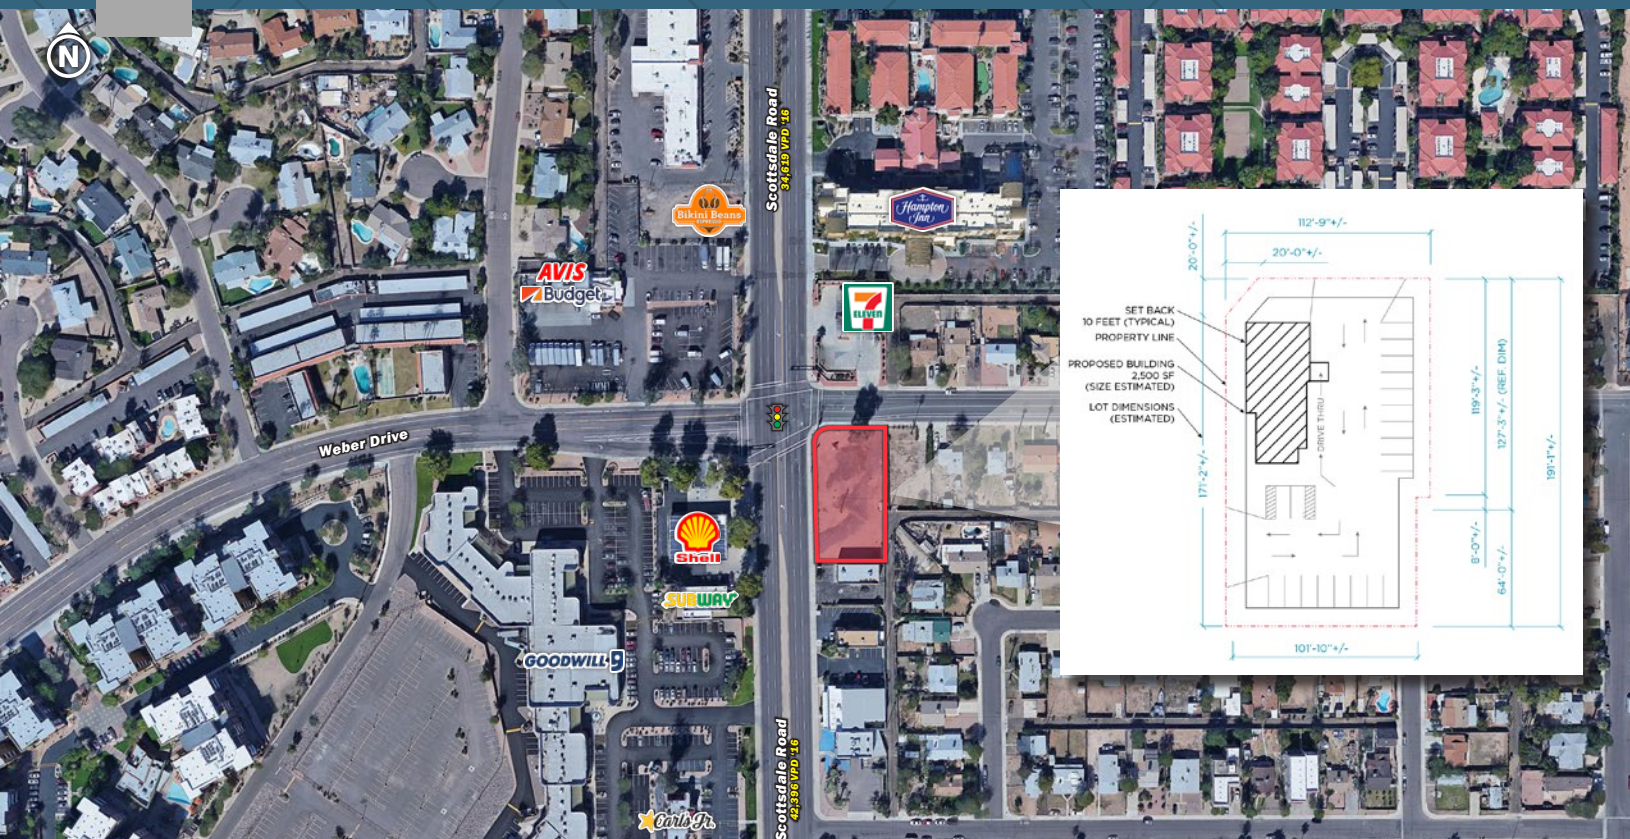 N
Scottsdale Road
34,619 VPD '16
Bikini Beans
ESPRESSO
Hampton
Inn
AVIS
Budget
7
ELEVEN
Weber Drive
Shell
SUBWAY
GOODWILL
Scottsdale Road
42,396 VPD '16
Carl's Jr.
112'-9"+/-
20'-0"+/-
20'-0"+/-
SET BACK
10 FEET (TYPICAL)
PROPERTY LINE
PROPOSED BUILDING
2,500 SF
(SIZE ESTIMATED)
LOT DIMENSIONS
(ESTIMATED)
DRIVE THRU
171'-2"+/-
119'-3"+/-
127'-3"+/- (REF. DIM)
191'-1"+/-
8'-0"+/-
64'-0"+/-
101'-10"+/-